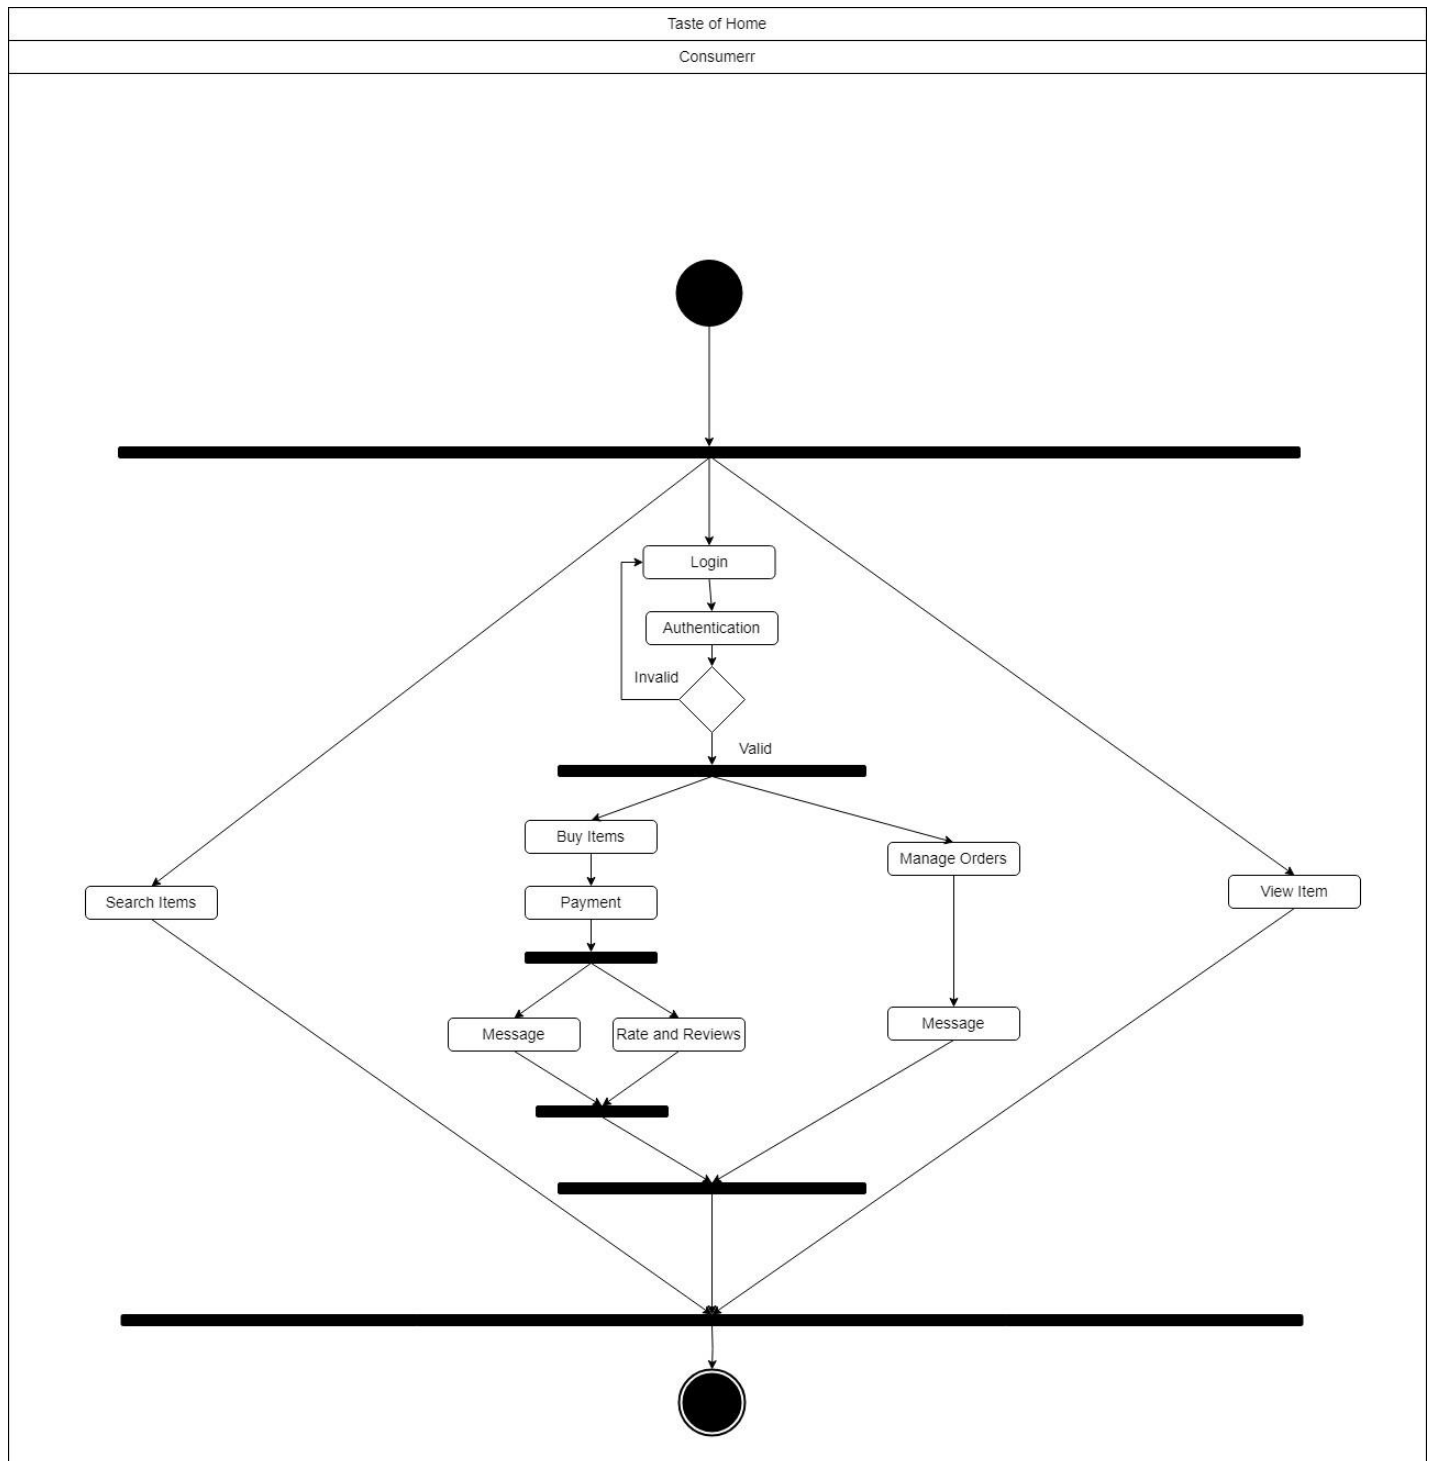 Taste of Home
Consumerr
Login
Authentication
Invalid
Valid
Buy Items
Manage Orders
View Item
Search Items
Payment
Message
Rate and Reviews
Message